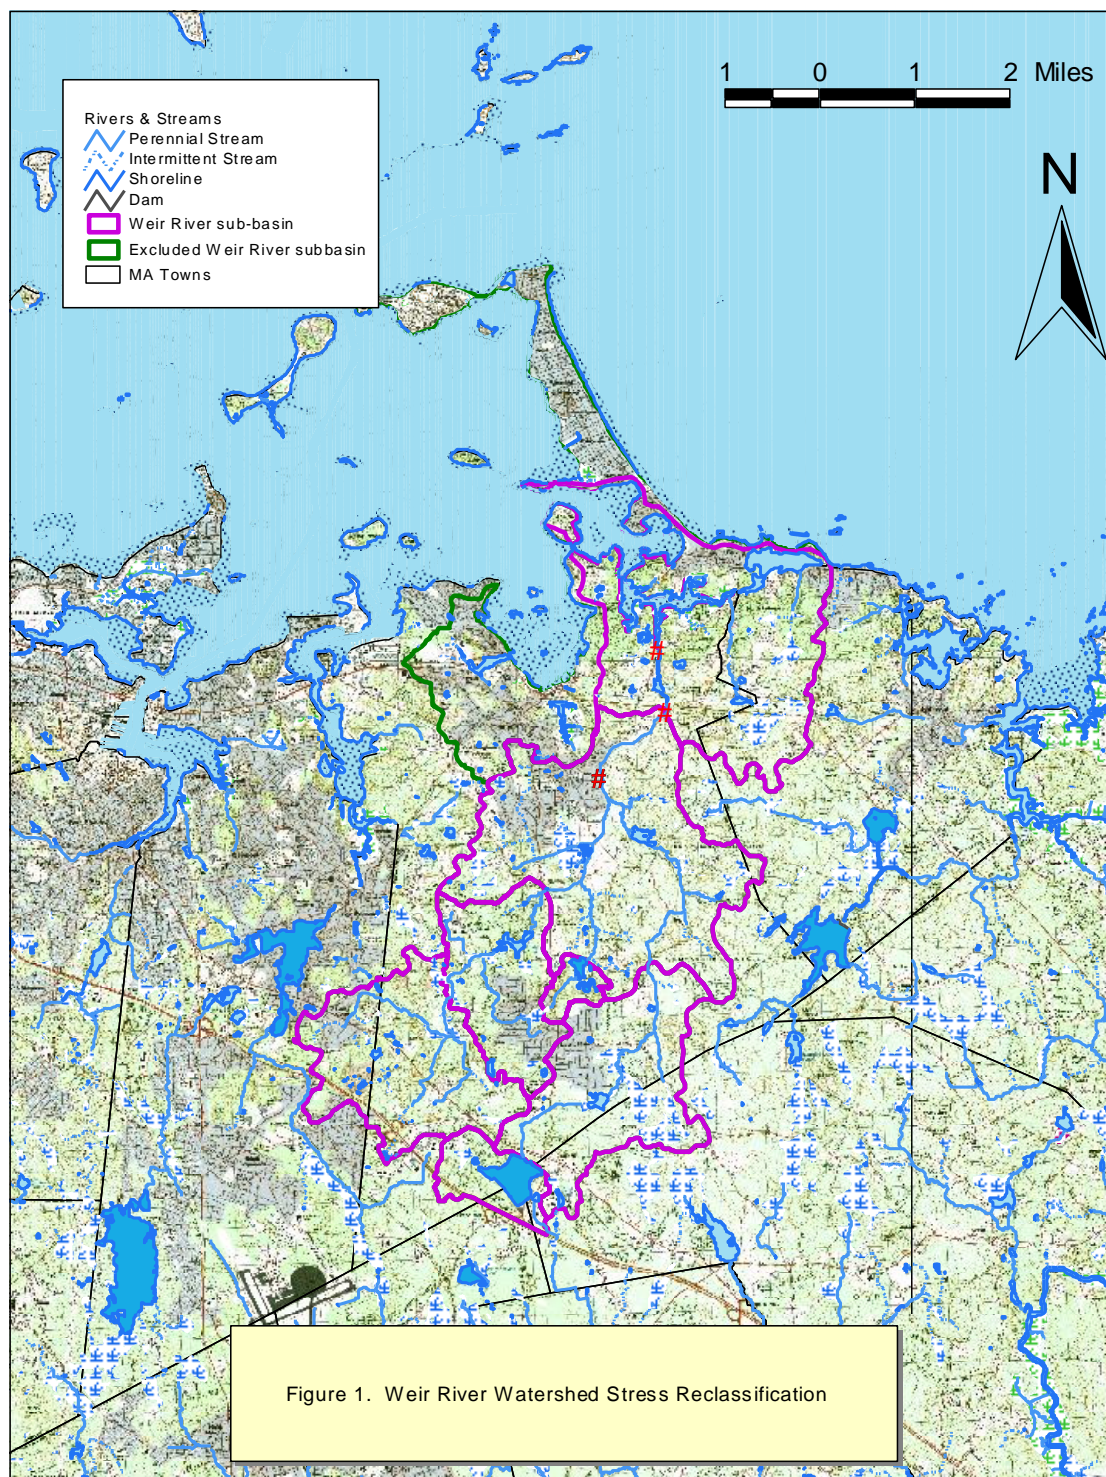 1 0 1 2 Miles
Rivers & Streams
Perennial Stream
Intermittent Stream
Shoreline
Dam
Weir River sub-basin
Excluded Weir River subbasin
MA Towns
N
#
#
#
Figure 1. Weir River Watershed Stress Reclassification